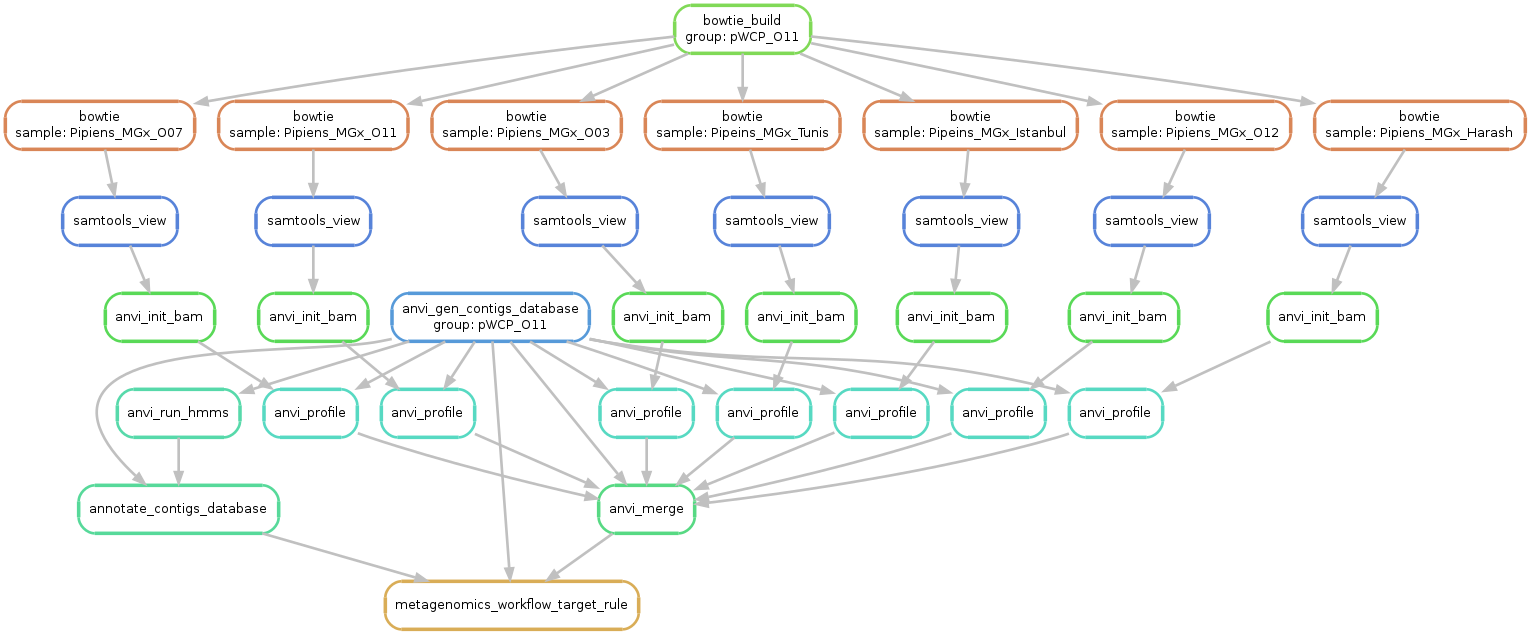 bowtie_build
group: pWCP_O11
bowtie
sample: Pipiens_MGx_O07
bowtie
sample: Pipiens_MGx_O11
bowtie
sample: Pipiens_MGx_O03
bowtie
sample: Pipeins_MGx_Tunis
bowtie
sample: Pipeins_MGx_Istanbul
bowtie
sample: Pipiens_MGx_O12
bowtie
sample: Pipiens_MGx_Harash
samtools_view
samtools_view
samtools_view
samtools_view
samtools_view
samtools_view
samtools_view
anvi_init_bam
anvi_init_bam
anvi_gen_contigs_database
group: pWCP_O11
anvi_init_bam
anvi_init_bam
anvi_init_bam
anvi_init_bam
anvi_init_bam
anvi_run_hmms
anvi_profile
anvi_profile
anvi_profile
anvi_profile
anvi_profile
anvi_profile
anvi_profile
annotate_contigs_database
anvi_merge
metagenomics_workflow_target_rule